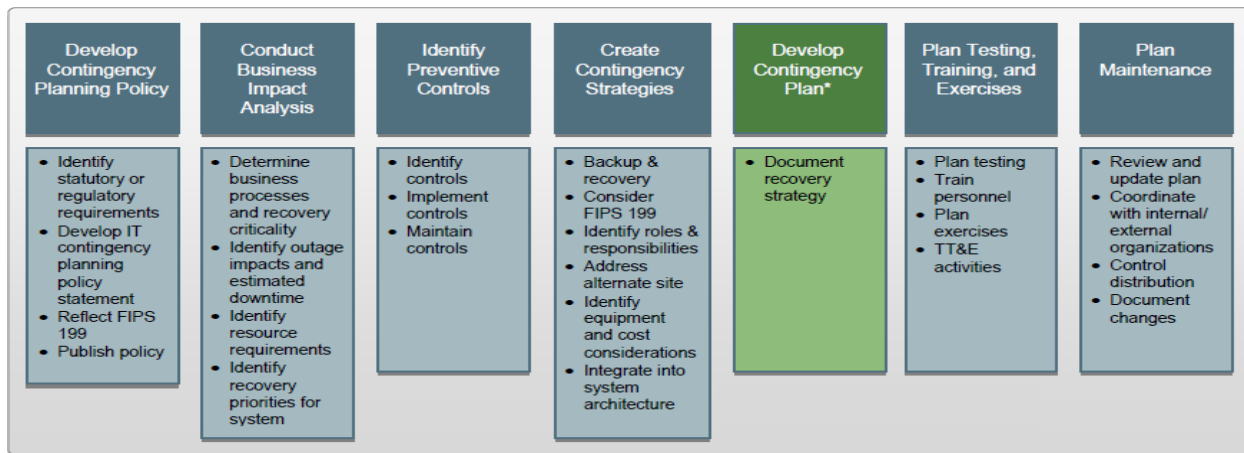 Develop
Contingency
Planning Policy
• Identify
statutory or
regulatory
requirements
• Develop IT
contingency
planning
policy
statement
• Reflect FIPS
199
• Publish policy
Conduct
Business
Impact
Analysis
• Determine
business
processes
and recovery
criticality
• Identify outage
impacts and
estimated
downtime
• Identify
resource
requirements
• Identify
recovery
priorities for
system
Identify
Preventive
Controls
• Identify
controls
• Implement
controls
• Maintain
controls
Create
Contingency
Strategies
• Backup &
recovery
• Consider
FIPS 199
• Identify roles &
responsibilities
• Address
alternate site
• Identify
equipment
and cost
considerations
• Integrate into
system
architecture
Develop
Contingency
Plan*
• Document
recovery
strategy
Plan Testing,
Training, and
Exercises
• Plan testing
• Train
personnel
• Plan
exercises
• TT&E
activities
Plan
Maintenance
• Review and
update plan
• Coordinate
with internal/
external
organizations
• Control
distribution
• Document
changes